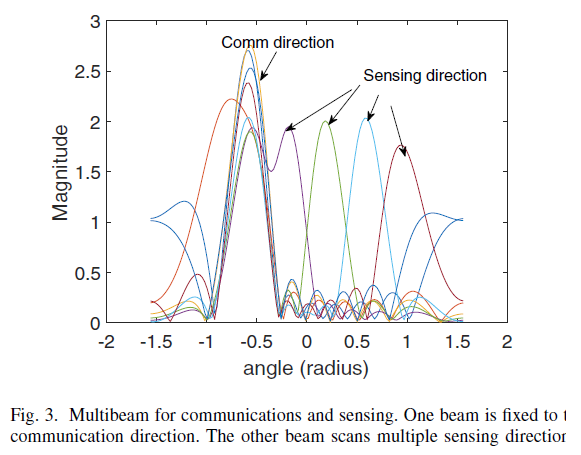 3
Comm direction
Sensing direction
2.5
2
1.5
1
0.5
0
Magnitude
-2 -1.5 -1 -0.5 0 0.5 1 1.5 2
angle (radius)
Fig. 3. Multibeam for communications and sensing. One beam is fixed to
communication direction. The other beam scans multiple sensing